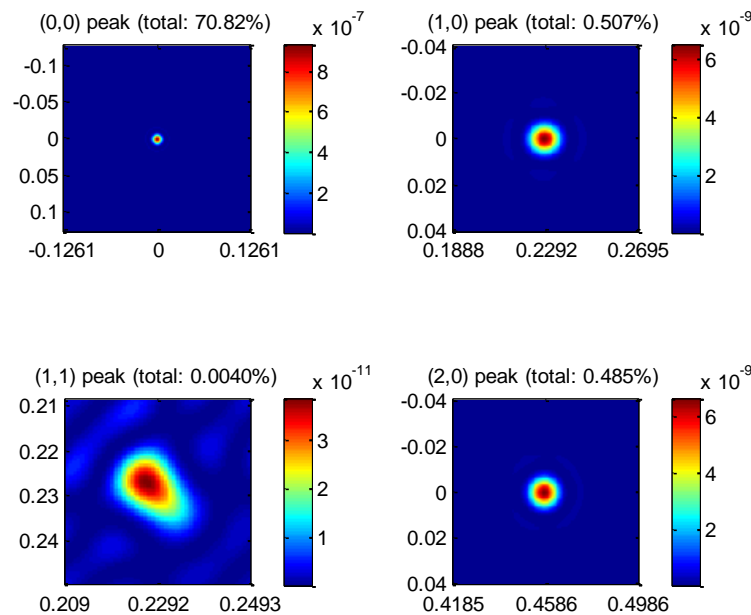 (0,0) peak (total: 70.82%)
x 10-7
-0.1
-0.05
0
0.05
0.1
-0.1261 0 0.1261
8
6
4
2
(1,0) peak (total: 0.507%)
x 10-9
-0.04
-0.02
0
0.02
0.04
0.1888 0.2292 0.2695
6
4
2
(1,1) peak (total: 0.0040%)
x 10-11
0.21
0.22
0.23
0.24
0.209 0.2292 0.2493
3
2
1
(2,0) peak (total: 0.485%)
x 10-9
-0.04
-0.02
0
0.02
0.04
0.4185 0.4586 0.4986
6
4
2